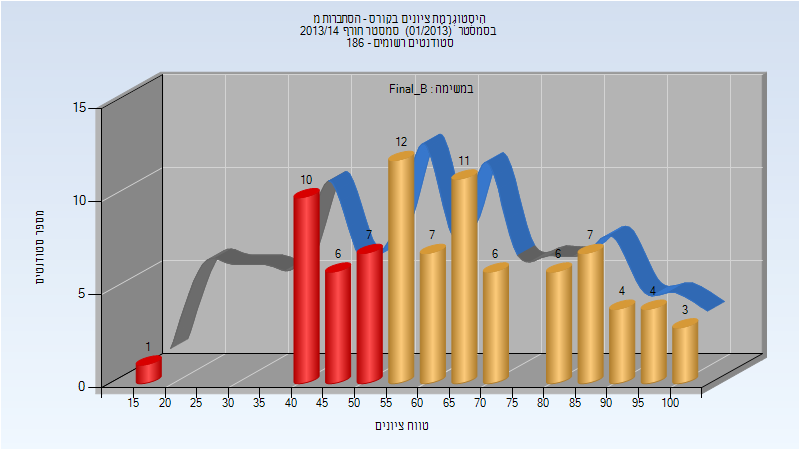 היסטוגרמת ציונים בקורס - הסתברות מ
בסמסטר (01/2013) סמסטר חורף 2013/14
סטודנטים רשומים - 186
במשימה : Final_B
מספר סטודנטים
15
10
5
0
1
10
6
7
12
7
11
6
6
7
4
4
3
15 20 25 30 35 40 45 50 55 60 65 70 75 80 85 90 95 100
טווח ציונים